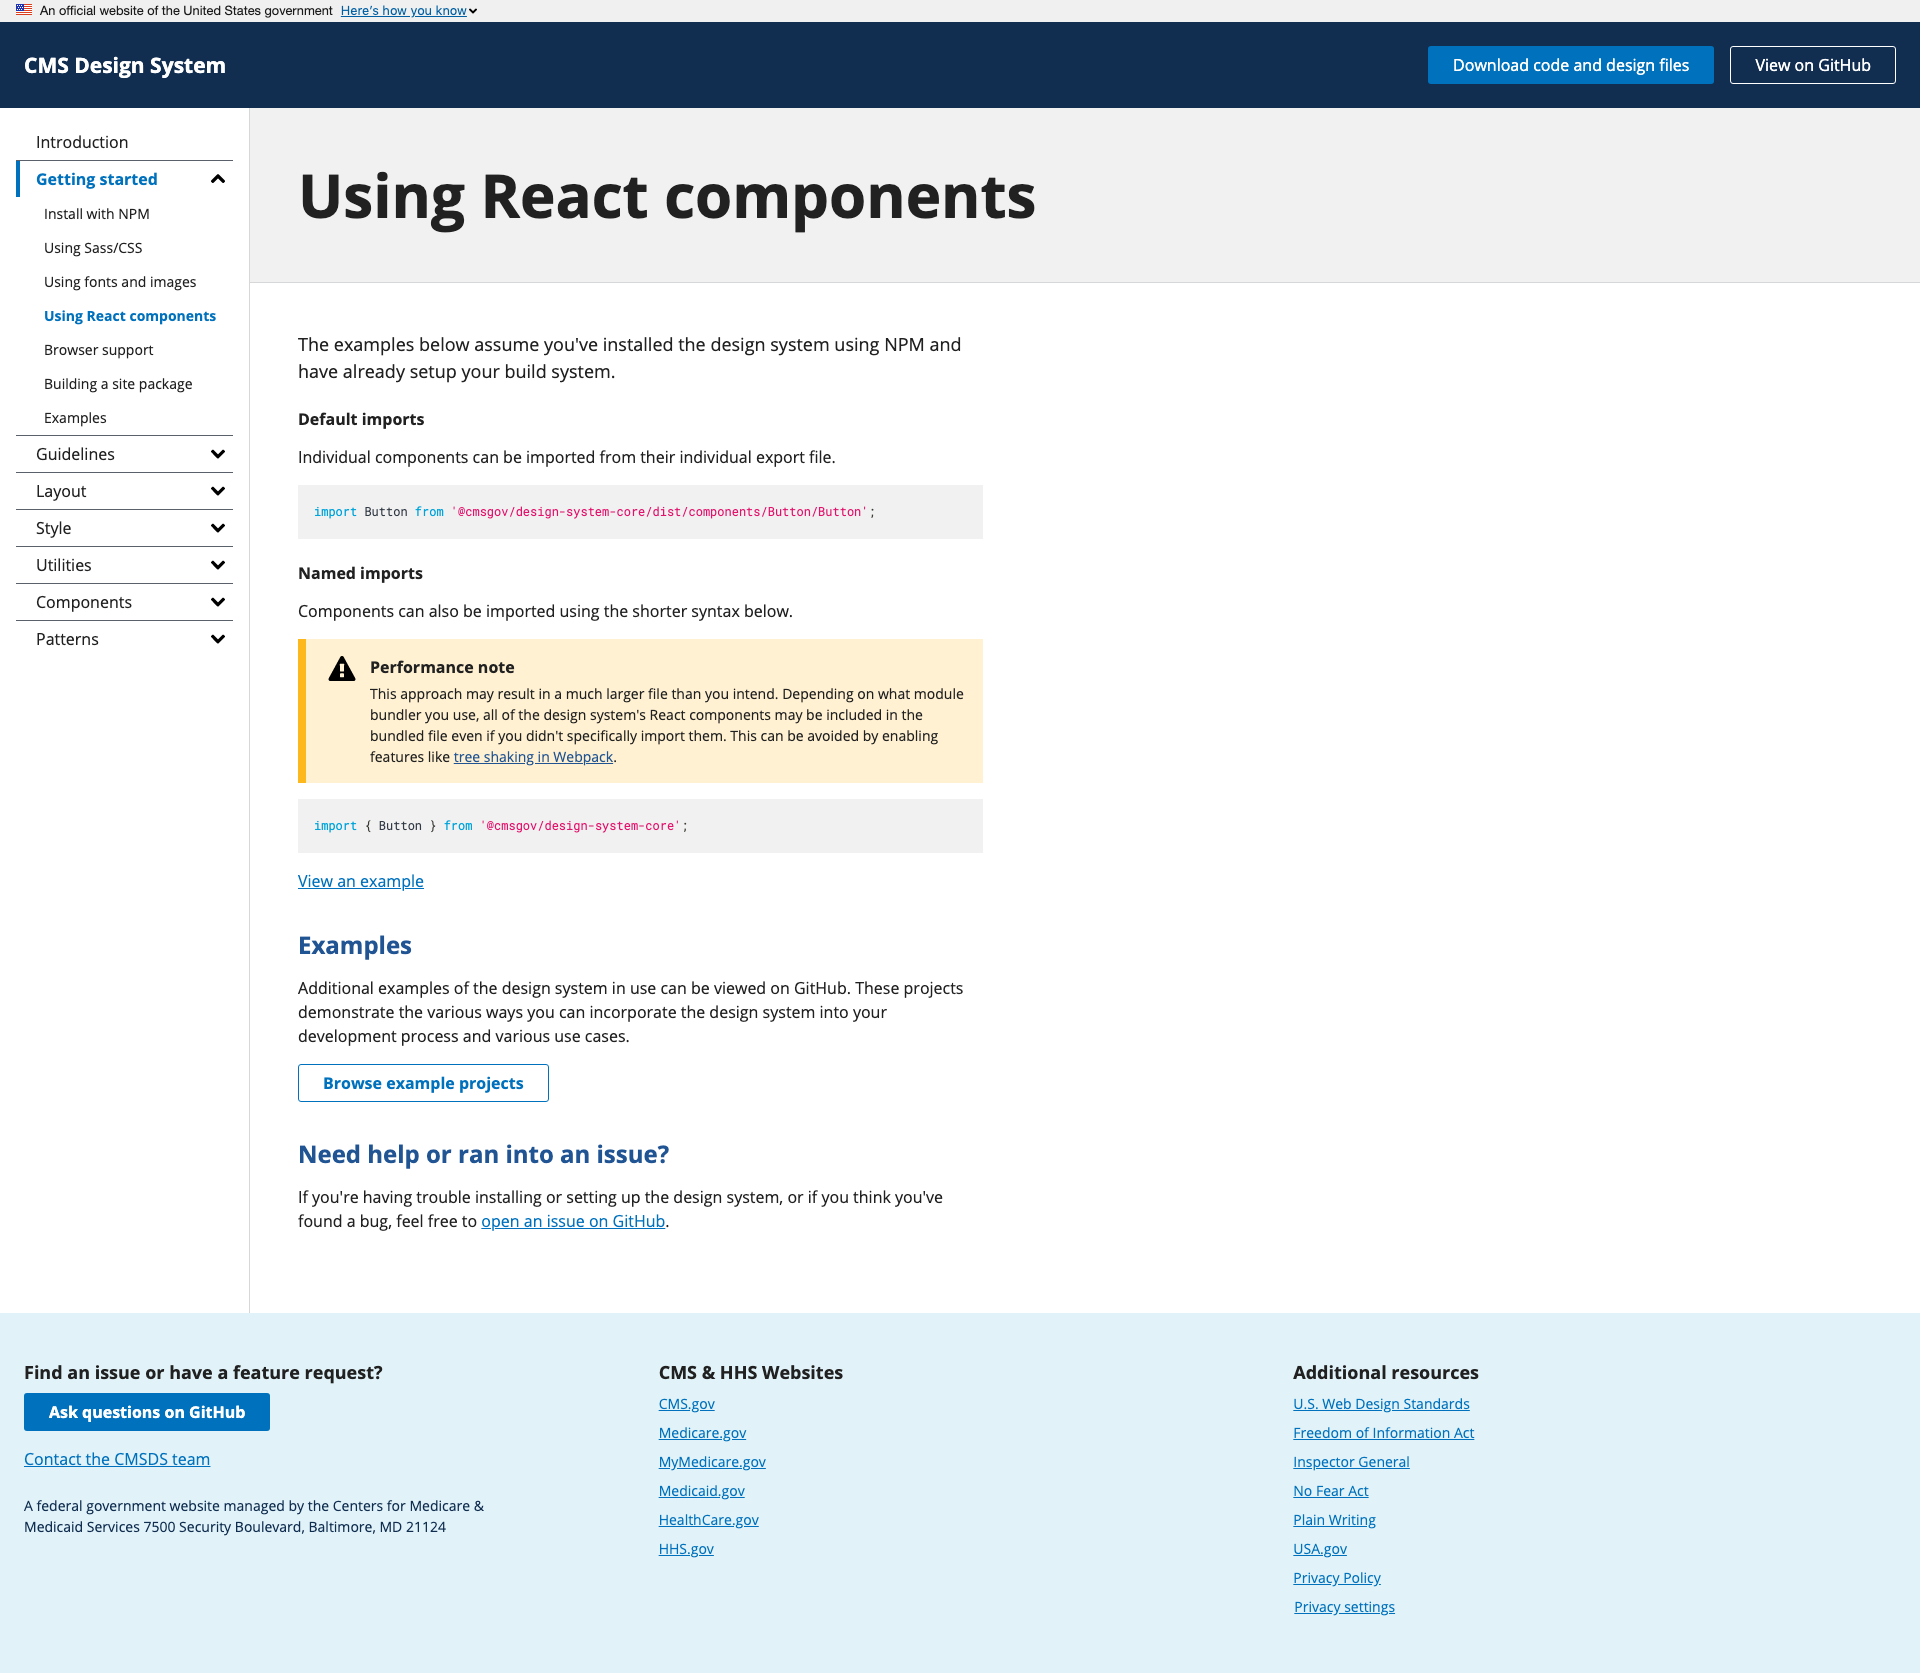 An official website of the United States government Here's how you know
CMS Design System
Download code and design files
View on GitHub
Introduction
Getting started
Install with NPM
Using Sass/CSS
Using fonts and images
Using React components
Browser support
Building a site package
Examples
Guidelines
Layout
Style
Utilities
Components
Patterns
Using React components
The examples below assume you've installed the design system using NPM and
have already setup your build system.
Default imports
Individual components can be imported from their individual export file.
import Button from '@cmsgov/design-system-core/dist/components/Button/Button';
Named imports
Components can also be imported using the shorter syntax below.
Performance note
This approach may result in a much larger file than you intend. Depending on what module
bundler you use, all of the design system's React components may be included in the
bundled file even if you didn't specifically import them. This can be avoided by enabling
features like tree shaking in Webpack.
import { Button } from '@cmsgov/design-system-core';
View an example
Examples
Additional examples of the design system in use can be viewed on GitHub. These projects
demonstrate the various ways you can incorporate the design system into your
development process and various use cases.
Browse example projects
Need help or ran into an issue?
If you're having trouble installing or setting up the design system, or if you think you've
found a bug, feel free to open an issue on GitHub.
Find an issue or have a feature request?
Ask questions on GitHub
Contact the CMSDS team
A federal government website managed by the Centers for Medicare &
Medicaid Services 7500 Security Boulevard, Baltimore, MD 21124
CMS & HHS Websites
CMS.gov
Medicare.gov
MyMedicare.gov
Medicaid.gov
HealthCare.gov
HHS.gov
Additional resources
U.S. Web Design Standards
Freedom of Information Act
Inspector General
No Fear Act
Plain Writing
USA.gov
Privacy Policy
Privacy settings